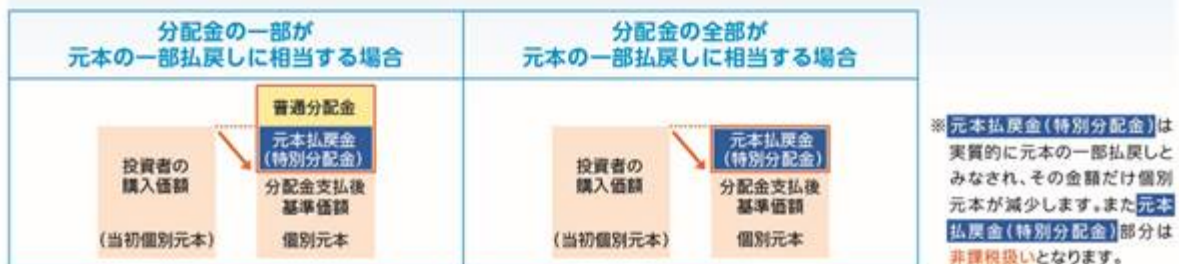 分配金の一部が
元本の一部払戻しに相当する場合
分配金の全部が
元本の一部払戻しに相当する場合
普通分配金
元本払戻金
(特別分配金)
投資者の
購入価額
(当初個別元本)
分配金支払後
基準価額
個別元本
元本払戻金
(特別分配金)
投資者の
購入価額
(当初個別元本)
分配金支払後
基準価額
個別元本
※元本払戻金(特別分配金)は
実質的に元本の一部払戻しと
みなされ、その金額だけ個別
元本が減少します。また元本
払戻金(特別分配金)部分は
非課税扱いとなります。